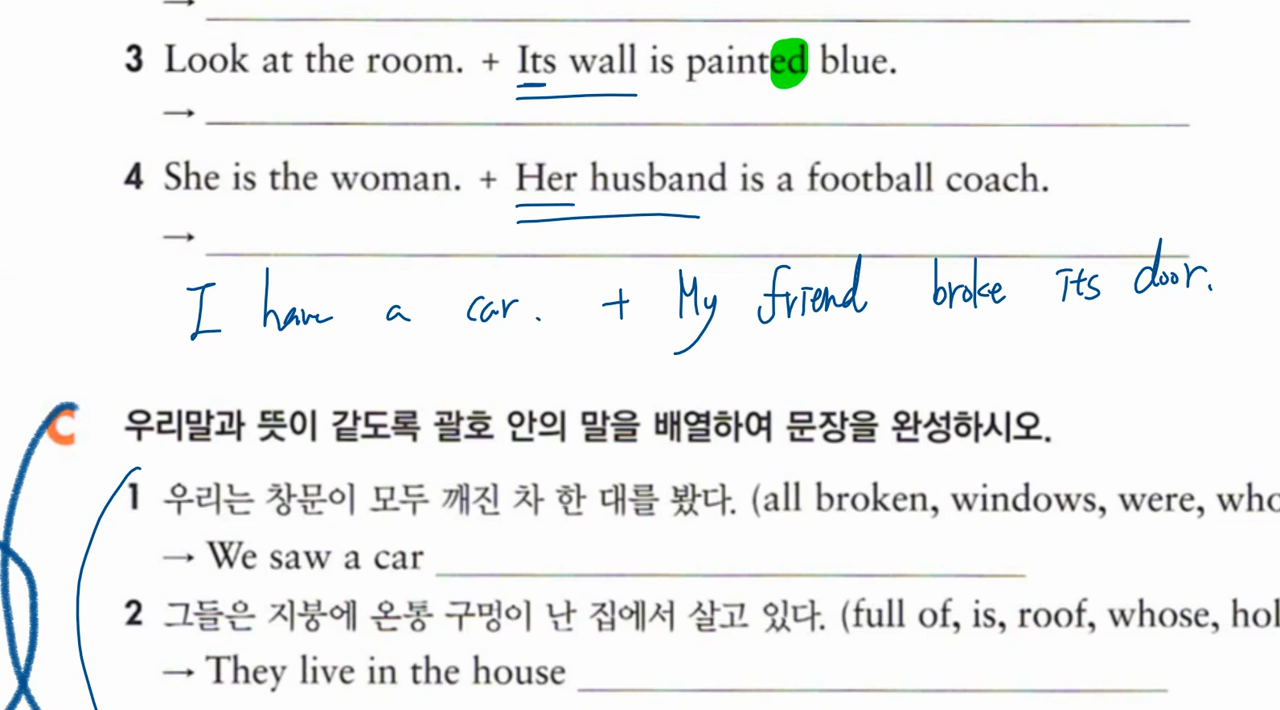 →
3 Look at the room. + Its wall is painted blue.
→
4 She is the woman. + Her husband is a football coach.
→
I have a car. + My friend broke its door.
C 우리말과 뜻이 같도록 괄호 안의 말을 배열하여 문장을 완성하시오.
1 우리는 창문이 모두 깨진 차 한 대를 봤다. (all broken, windows, were, who
→ We saw a car
2 그들은 지붕에 온통 구멍이 난 집에서 살고 있다. (full of, is, roof, whose, hol
→ They live in the house